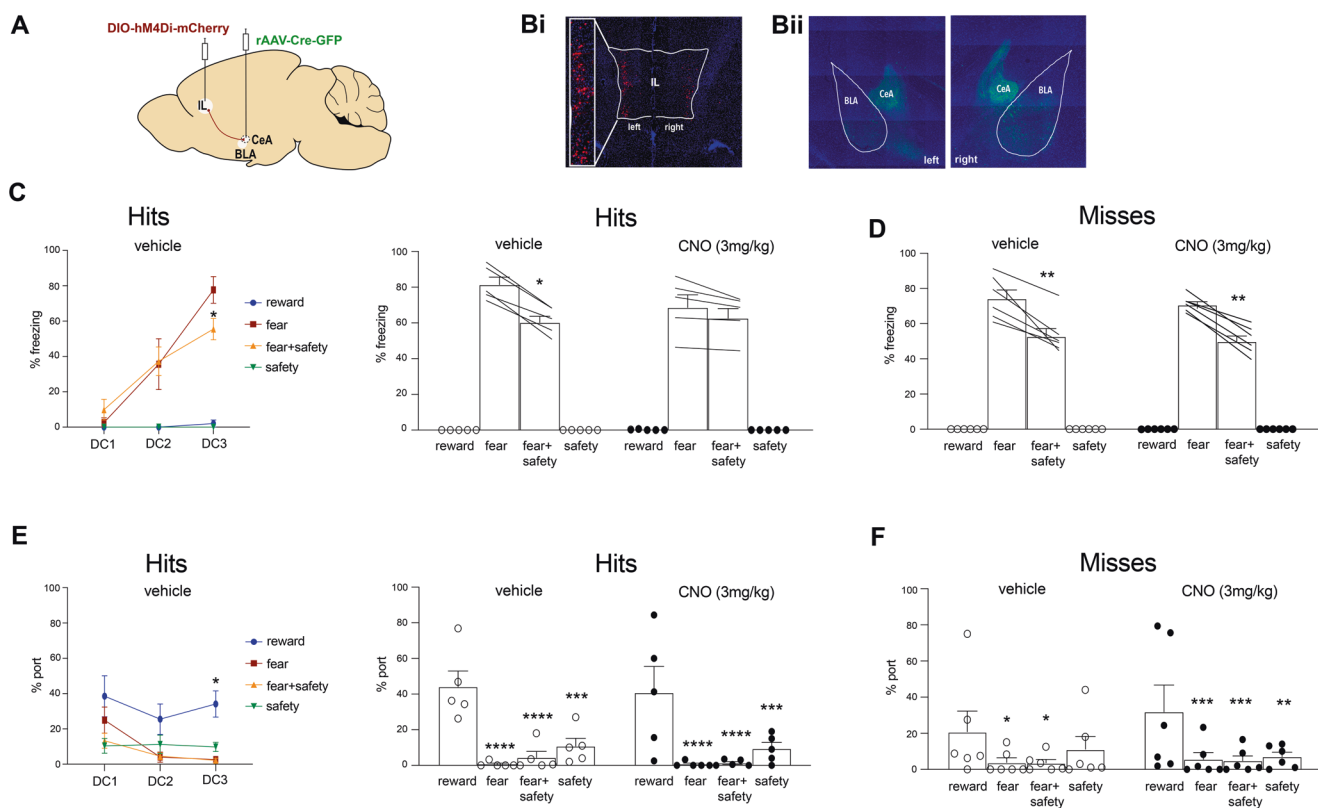 A
DIO-hM4Di-mCherry
rAAV-Cre-GFP
IL
CeA
BLA
Bi
IL
left right
Bii
BLA CeA
left
CeA BLA
right
C
Hits
vehicle
% freezing
100
80
60
40
20
0
DC1 DC2 DC3
*
reward
fear
fear+safety
safety
Hits
vehicle CNO (3mg/kg)
% freezing
100
80
60
40
20
0
*
reward fear fear+ safety reward fear fear+ safety
safety safety
D
Misses
vehicle CNO (3mg/kg)
% freezing
100
80
60
40
20
0
** **
reward fear fear+ safety reward fear fear+ safety
safety safety
E
Hits
vehicle
% port
100
80
60
40
20
0
DC1 DC2 DC3
*
reward
fear
fear+safety
safety
Hits
vehicle CNO (3mg/kg)
% port
100
80
60
40
20
0
**** **** *** **** **** ***
reward fear fear+ safety reward fear fear+ safety
safety safety
F
Misses
vehicle CNO (3mg/kg)
% port
100
80
60
40
20
0
* * *** *** **
reward fear fear+ safety reward fear fear+ safety
safety safety